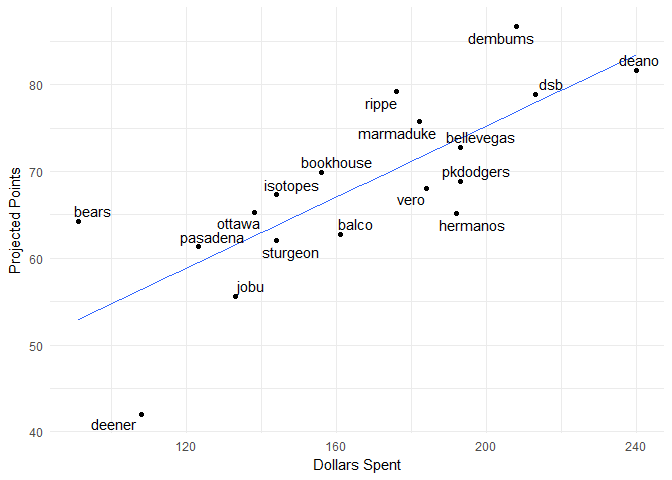 dembums
deano
80
dsb
rippe
marmaduke
bellevegas
Projected Points
70
bookhouse
pkdodgers
isotopes
vero
bears
ottawa
balco
hermanos
pasadena
sturgeon
60
jobu
50
deener
40
120
160
200
240
Dollars Spent